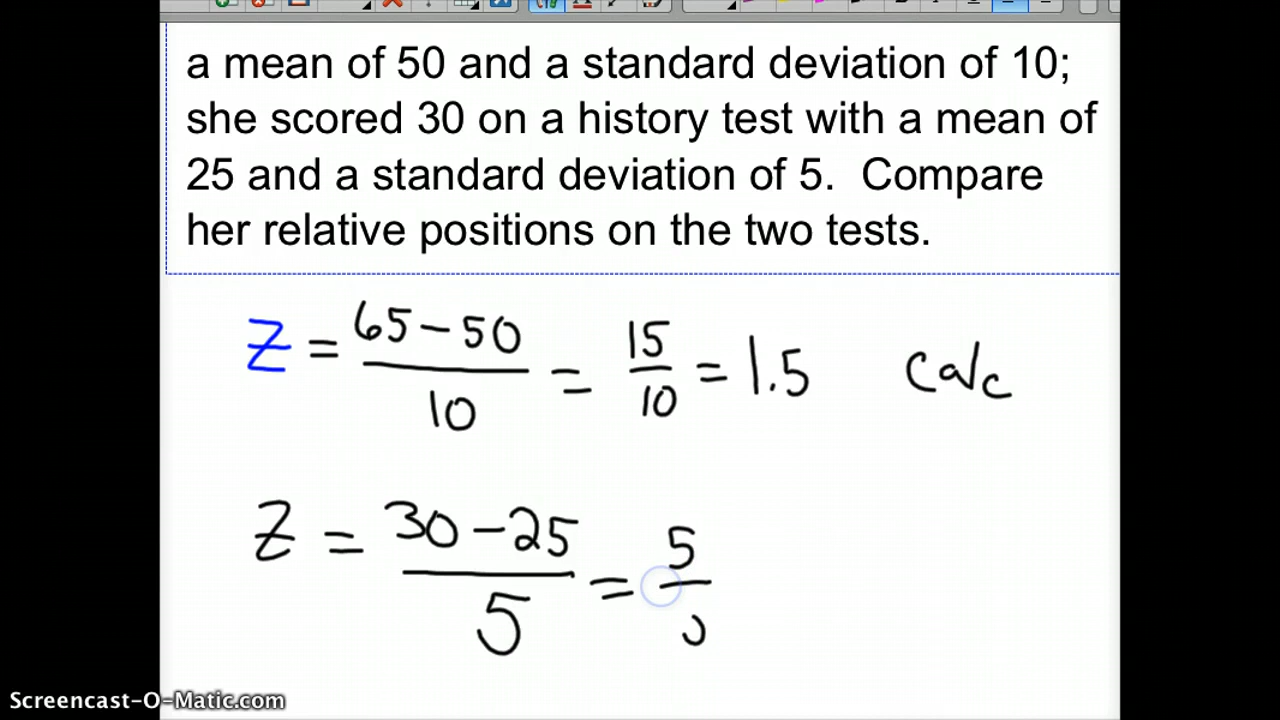 a mean of 50 and a standard deviation of 10;
she scored 30 on a history test with a mean of
25 and a standard deviation of 5. Compare
her relative positions on the two tests.
Z = 65 - 50 / 10 = 15 / 10 = 1.5 calc
Z = 30 - 25 / 5 = 5 /
Screencast-O-Matic.com